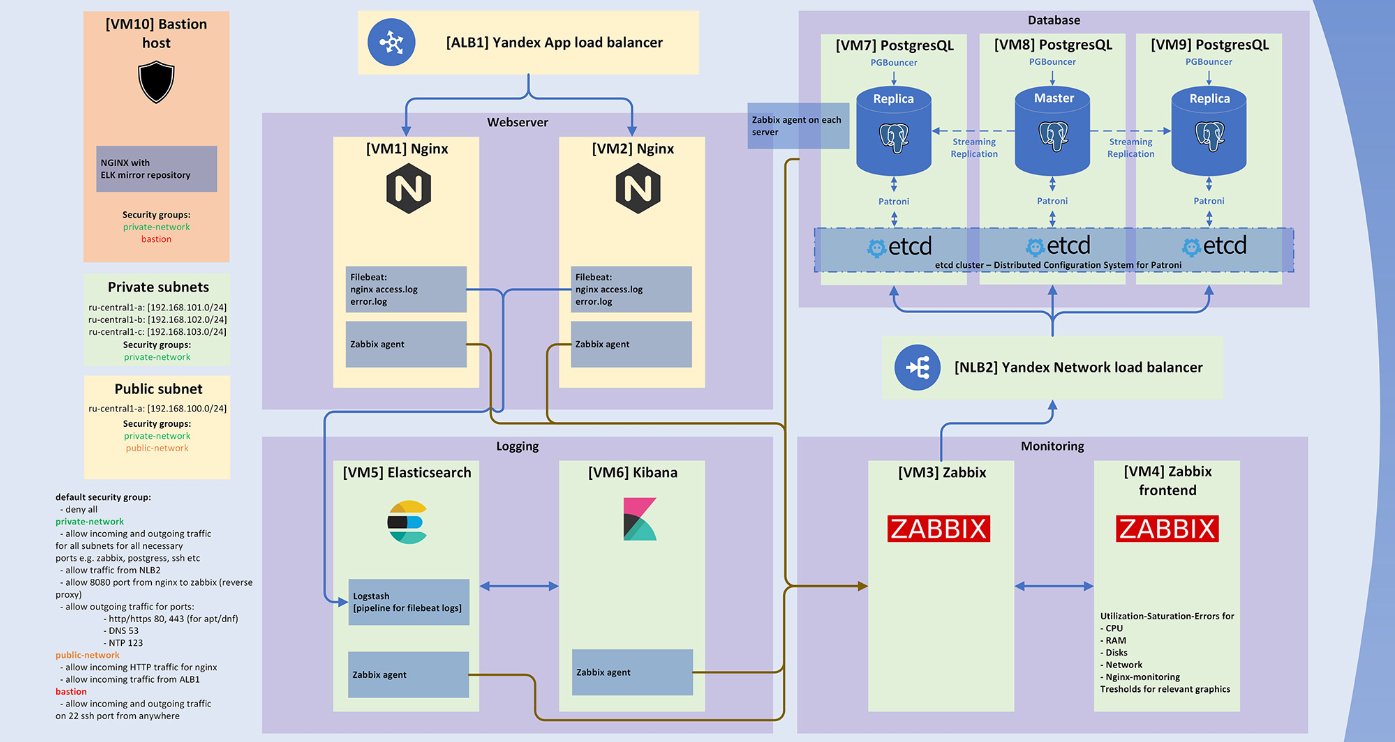 [VM10] Bastion
host
NGINX with
ELK mirror repository
Security groups:
private-network
bastion
Private subnets
ru-central1-a: [192.168.101.0/24]
ru-central1-b: [192.168.102.0/24]
ru-central1-c: [192.168.103.0/24]
Security groups:
private-network
Public subnet
ru-central1-a: [192.168.100.0/24]
Security groups:
private-network
public-network
default security group:
- deny all
private-network
- allow incoming and outgoing traffic
for all subnets for all necessary
ports e.g. zabbix, postgress, ssh etc
- allow traffic from NLB2
- allow 8080 port from nginx to zabbix (reverse
proxy)
- allow outgoing traffic for ports:
- http/https 80, 443 (for apt/dnf)
- DNS 53
- NTP 123
public-network
- allow incoming HTTP traffic for nginx
- allow incoming traffic from ALB1
bastion
- allow incoming and outgoing traffic
on 22 ssh port from anywhere
[ALB1] Yandex App load balancer
Webserver
[VM1] Nginx
Filebeat:
nginx access.log
error.log
Zabbix agent
[VM2] Nginx
Filebeat:
nginx access.log
error.log
Zabbix agent
Logging
[VM5] Elasticsearch
Logstash
[pipeline for filebeat logs]
Zabbix agent
[VM6] Kibana
Zabbix agent
Database
Zabbix agent on each
server
[VM7] PostgresQL
PGBouncer
Replica
Patroni
etcd
[VM8] PostgresQL
PGBouncer
Master
Patroni
etcd
[VM9] PostgresQL
PGBouncer
Replica
Patroni
etcd
Streaming
Replication
Streaming
Replication
etcd cluster – Distributed Configuration System for Patroni
[NLB2] Yandex Network load balancer
Monitoring
[VM3] Zabbix
ZABBIX
[VM4] Zabbix
frontend
ZABBIX
Utilization-Saturation-Errors for
- CPU
- RAM
- Disks
- Network
- Nginx-monitoring
Tresholds for relevant graphics